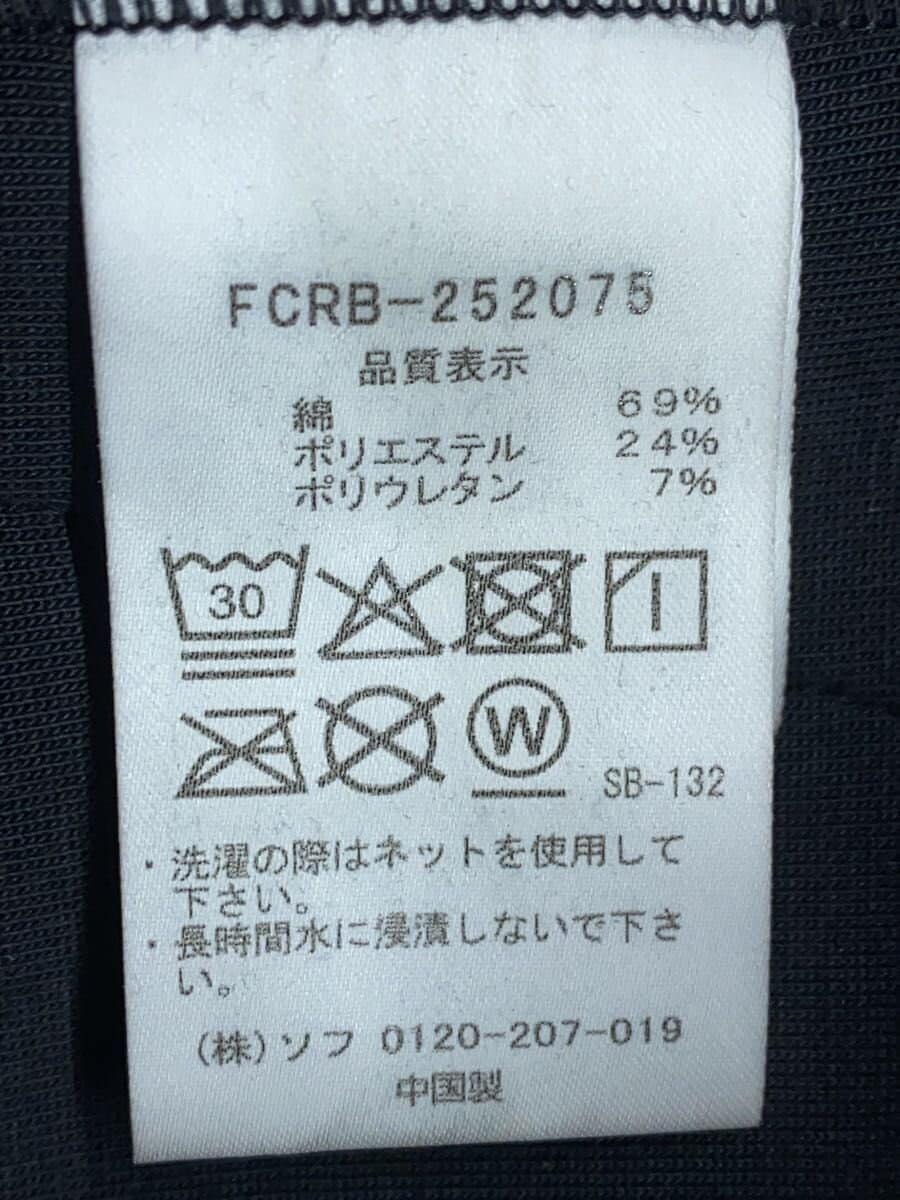 FCRB-252075
品質表示
綿 69%
ポリエステル 24%
ポリウレタン 7%
30
W
SB-132
・洗濯の際はネットを使用して
下さい。
・長時間水に浸漬しないで下さ
い。
(株)ソフ 0120-207-019
中国製